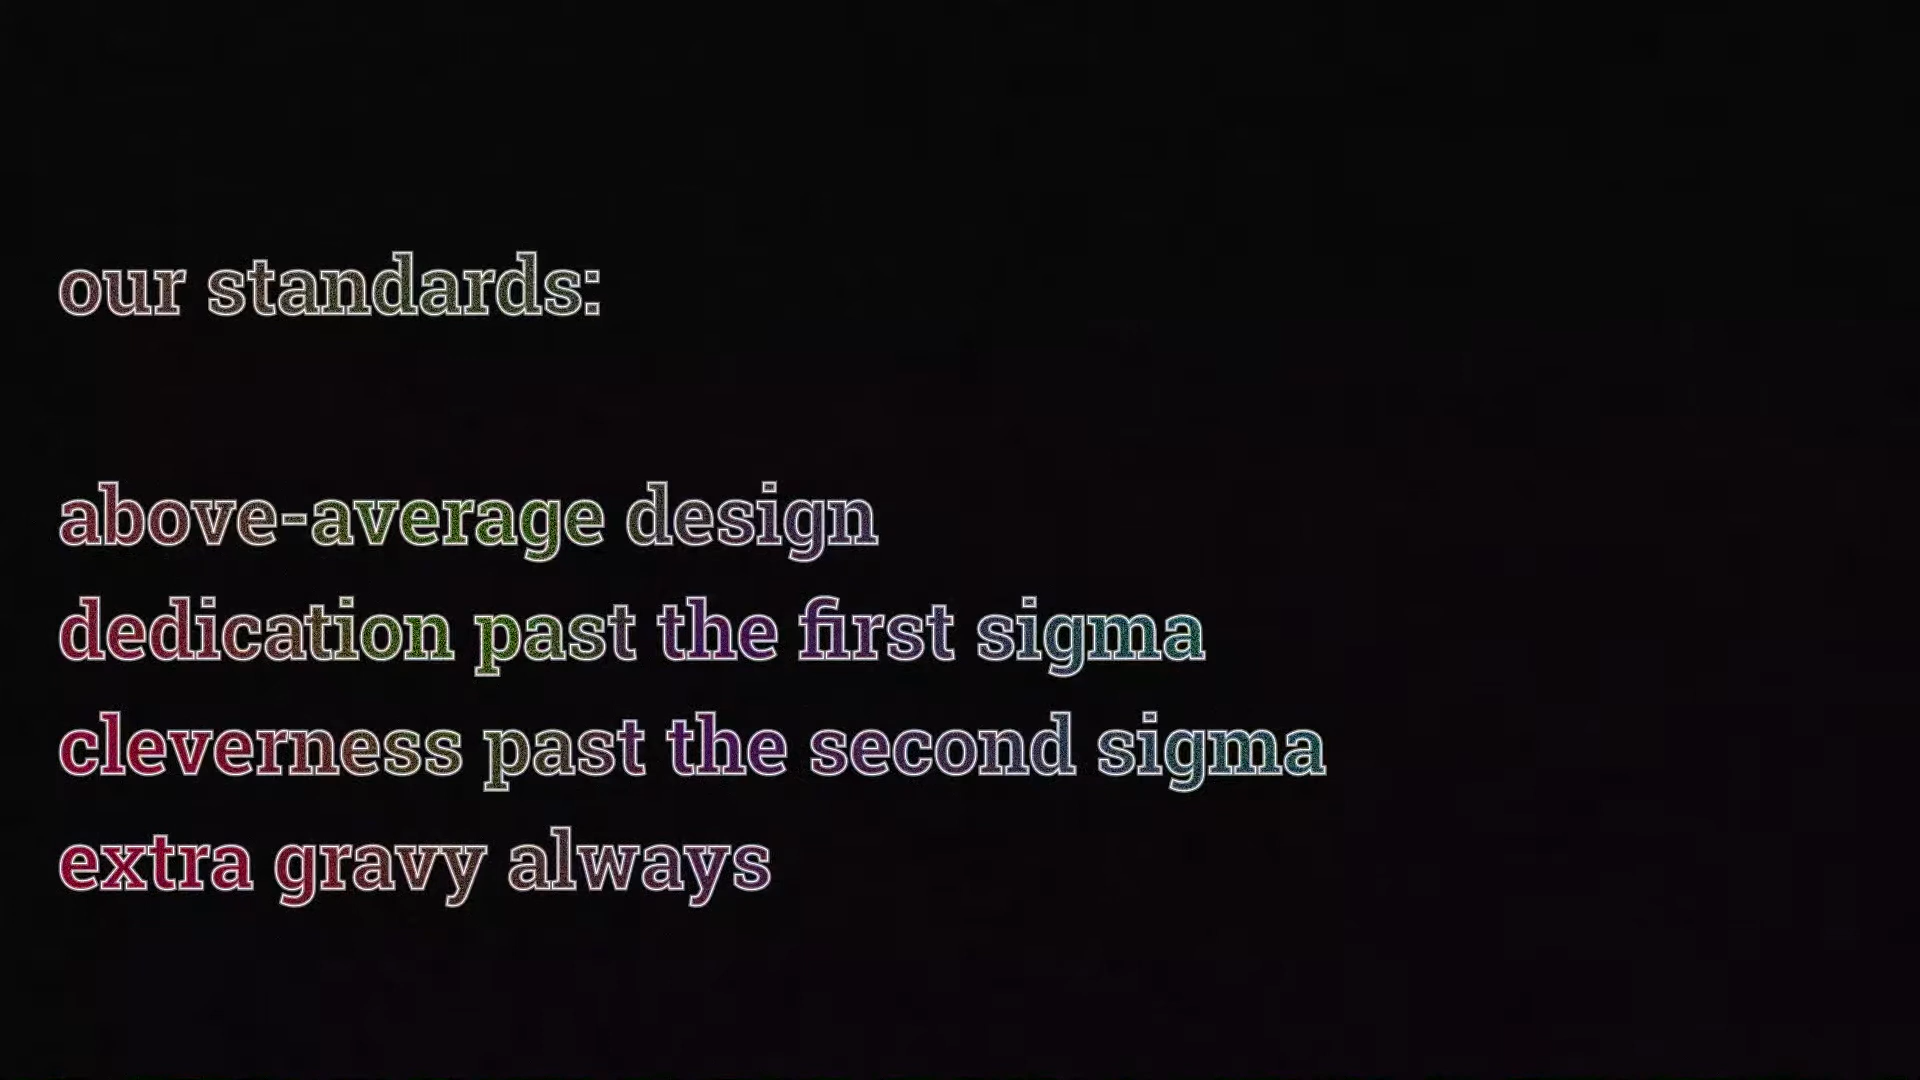 our standards:
above-average design
dedication past the first sigma
cleverness past the second sigma
extra gravy always